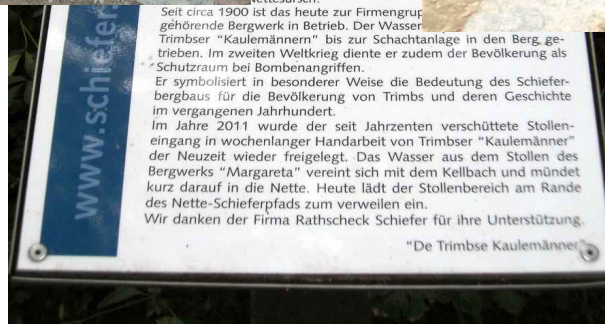 Nettesürsch.
Seit circa 1900 ist das heute zur Firmengrup
gehörende Bergwerk in Betrieb. Der Wasser
Trimbser "Kaulemännern" bis zur Schachtanlage in den Berg ge-
trieben. Im zweiten Weltkrieg diente er zudem der Bevölkerung als
Schutzraum bei Bombenangriffen.
Er symbolisiert in besonderer Weise die Bedeutung des Schiefer-
bergbaus für die Bevölkerung von Trimbs und deren Geschichte
im vergangenen Jahrhundert.
Im Jahre 2011 wurde der seit Jahrzenten verschüttete Stollen-
eingang in wochenlanger Handarbeit von Trimbser "Kaulemänner"
der Neuzeit wieder freigelegt. Das Wasser aus dem Stollen des
Bergwerks "Margareta" vereint sich mit dem Kellbach und mündet
kurz darauf in die Nette. Heute lädt der Stollenbereich am Rande
des Nette-Schieferpfads zum verweilen ein.
Wir danken der Firma Rathscheck Schiefer für ihre Unterstützung.
"De Trimbse Kaulemänner"
www.schiefer